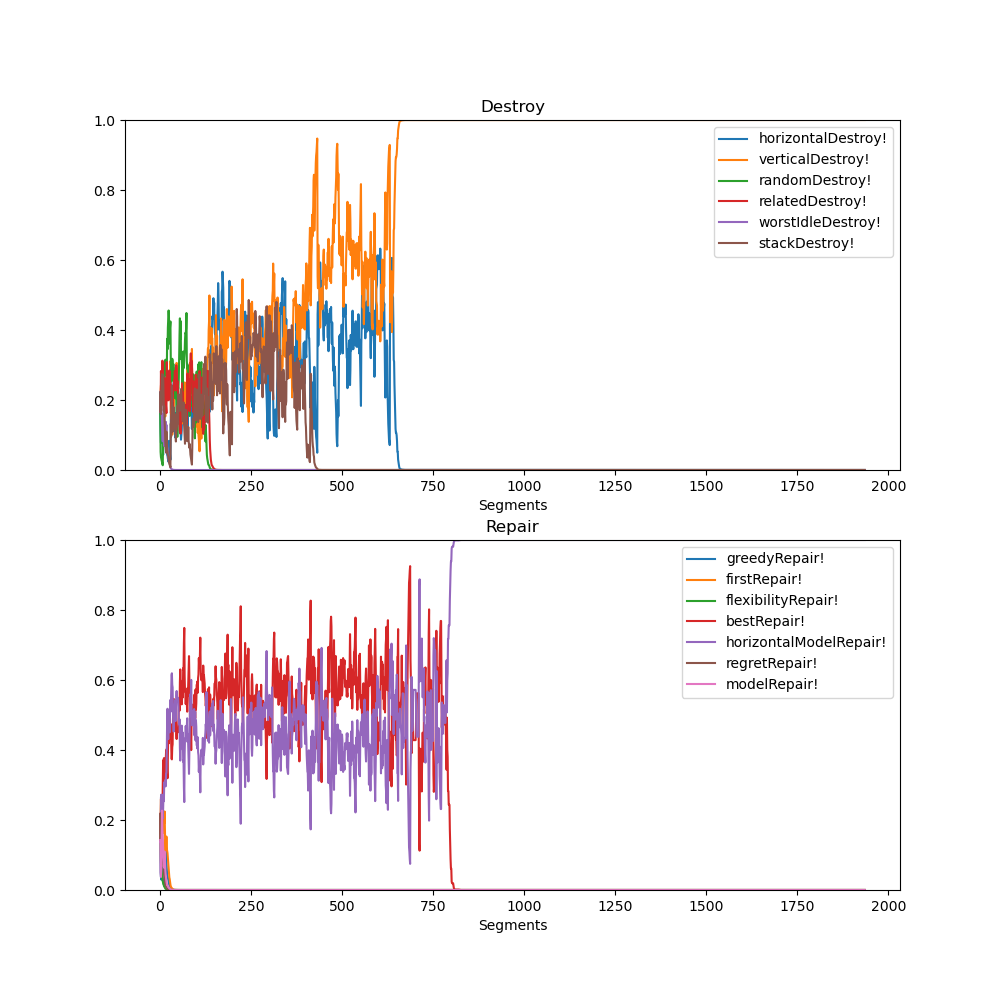 Destroy
1.0
0.8
0.6
0.4
0.2
0.0
horizontalDestroy!
verticalDestroy!
randomDestroy!
relatedDestroy!
worstIdleDestroy!
stackDestroy!
0 250 500 750 1000 1250 1500 1750 2000
Segments
Repair
1.0
0.8
0.6
0.4
0.2
0.0
greedyRepair!
firstRepair!
flexibilityRepair!
bestRepair!
horizontalModelRepair!
regretRepair!
modelRepair!
0 250 500 750 1000 1250 1500 1750 2000
Segments